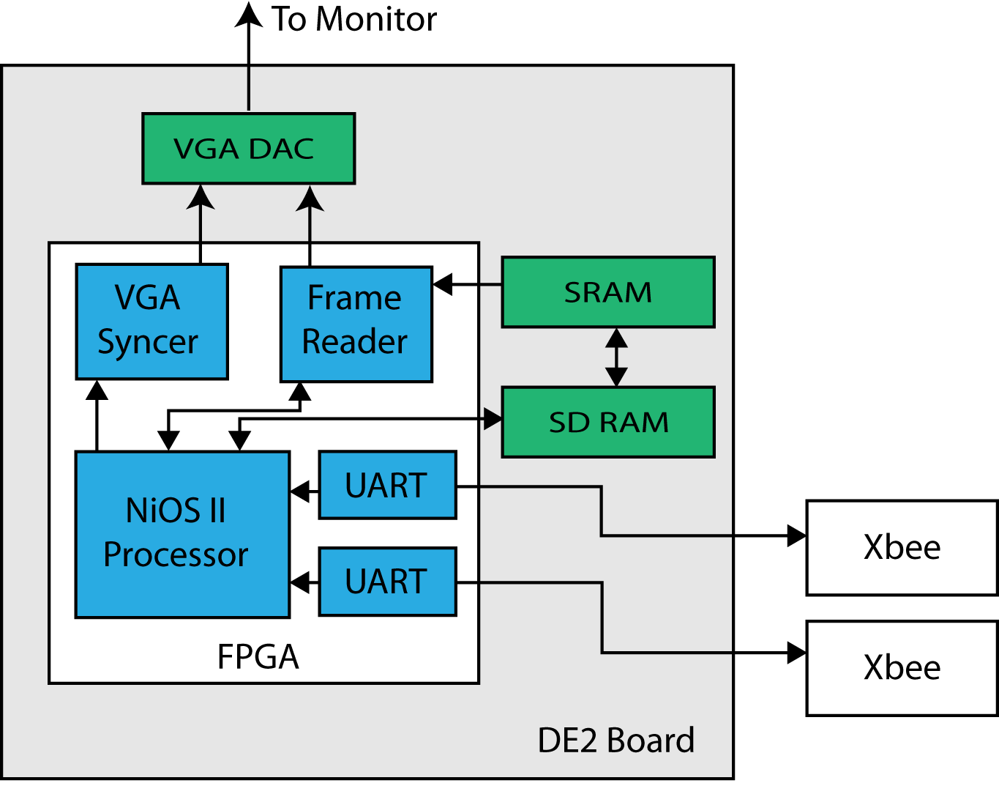 To Monitor
VGA DAC
VGA
Syncer
Frame
Reader
SRAM
SD RAM
NiOS II
Processor
UART
UART
Xbee
Xbee
FPGA
DE2 Board